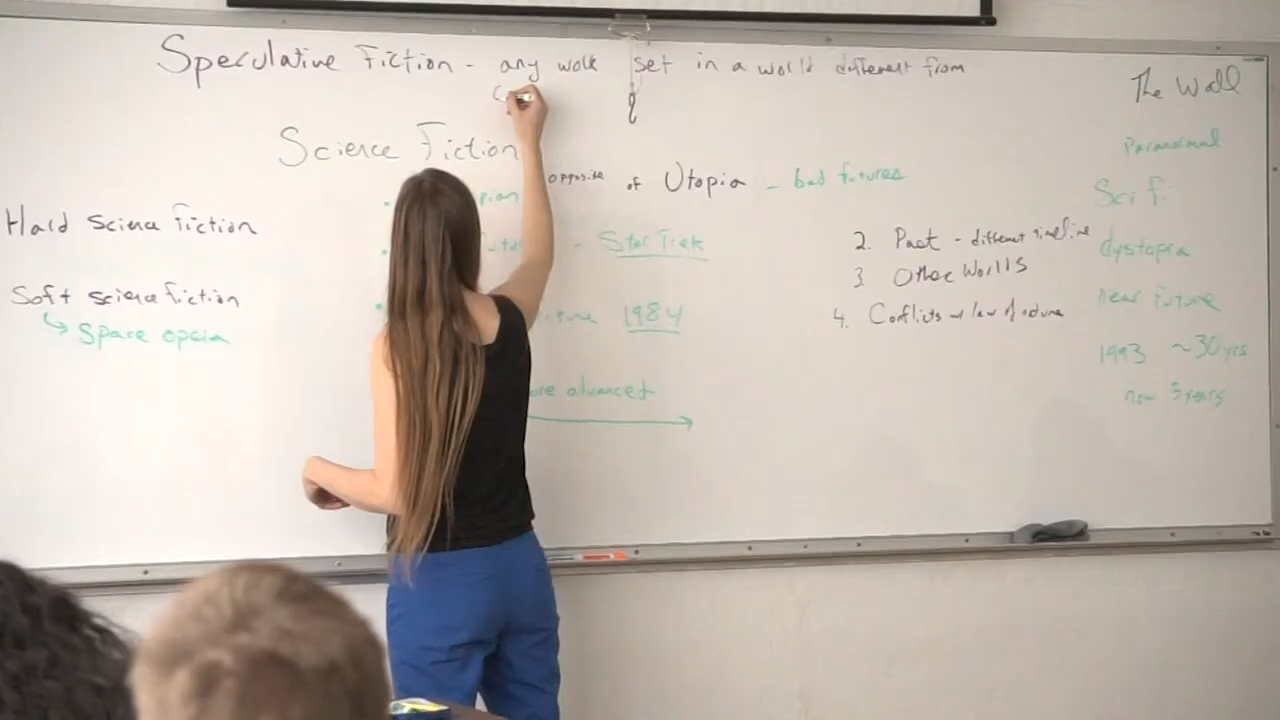 Speculative Fiction - any work set in a world different from
The Wall
Science Fiction
Paranormal
opposite of Utopia - bad futures
Sci fi
Hard science fiction
2. Past - different timeline
- Star Trek
dystopia
3. Other Worlds
Soft science fiction
near future
↳ Space opera
1984
4. Conflicts w/ law of nature
1993 ~30 yrs
advanced
now 5 years